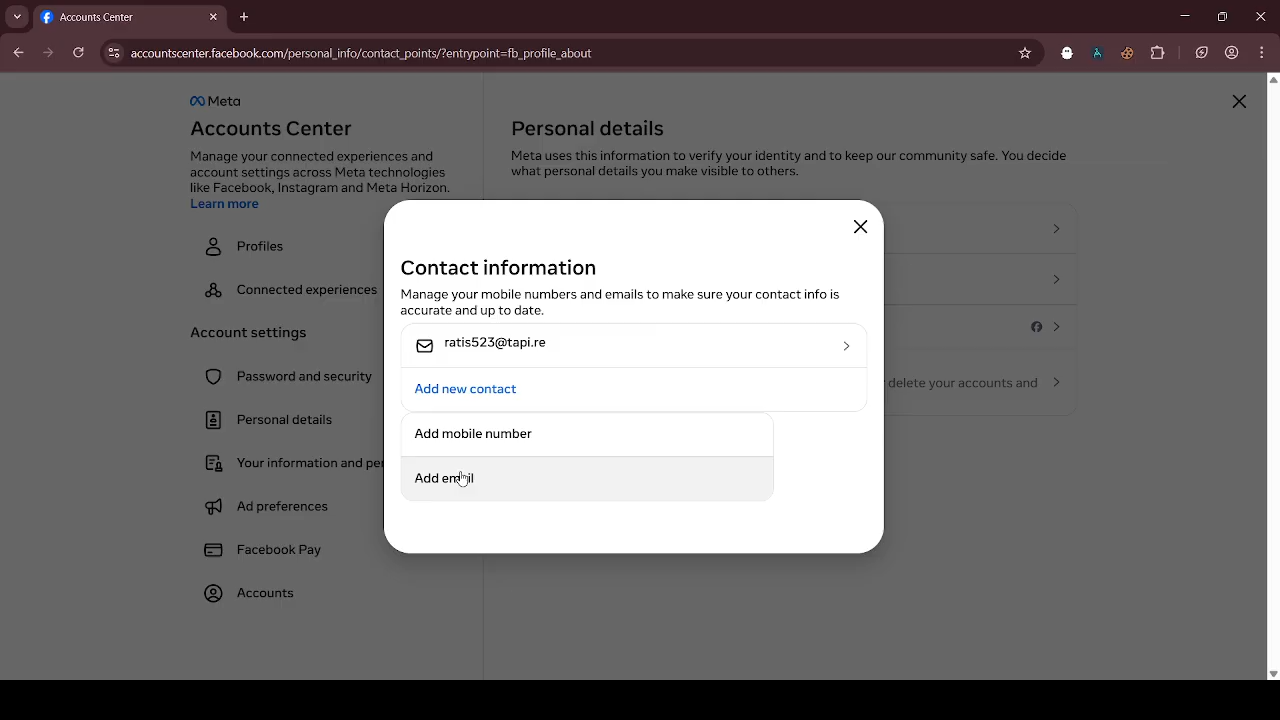 Accounts Center
accountscenter.facebook.com/personal_info/contact_points/?entrypoint=fb_profile_about
Meta
Accounts Center
Manage your connected experiences and
account settings across Meta technologies
like Facebook, Instagram and Meta Horizon.
Learn more
Profiles
Connected experiences
Account settings
Password and security
Personal details
Your information and per
Ad preferences
Facebook Pay
Accounts
Personal details
Meta uses this information to verify your identity and to keep our community safe. You decide
what personal details you make visible to others.
delete your accounts and
Contact information
Manage your mobile numbers and emails to make sure your contact info is
accurate and up to date.
ratis523@tapi.re
Add new contact
Add mobile number
Add email